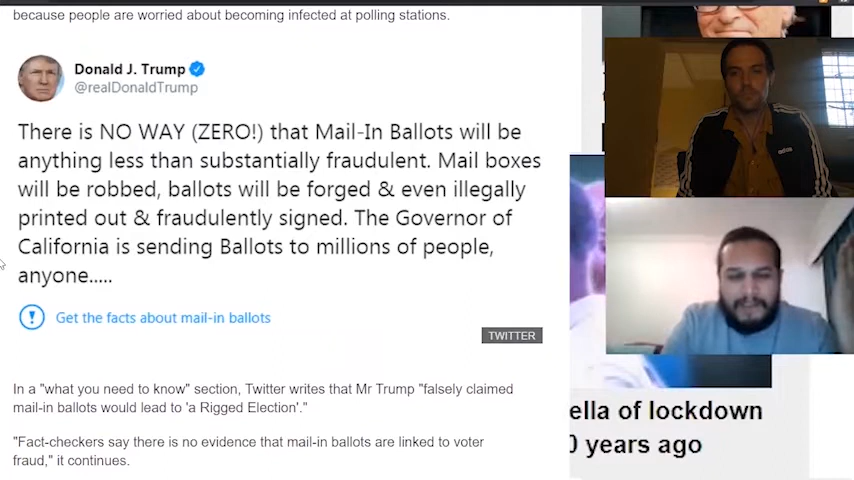 because people are worried about becoming infected at polling stations.
Donald J. Trump
@realDonaldTrump
There is NO WAY (ZERO!) that Mail-In Ballots will be
anything less than substantially fraudulent. Mail boxes
will be robbed, ballots will be forged & even illegally
printed out & fraudulently signed. The Governor of
California is sending Ballots to millions of people,
anyone.....
Get the facts about mail-in ballots
TWITTER
In a "what you need to know" section, Twitter writes that Mr Trump "falsely claimed
mail-in ballots would lead to 'a Rigged Election'."
"Fact-checkers say there is no evidence that mail-in ballots are linked to voter
fraud," it continues.
ella of lockdown
0 years ago
adidas